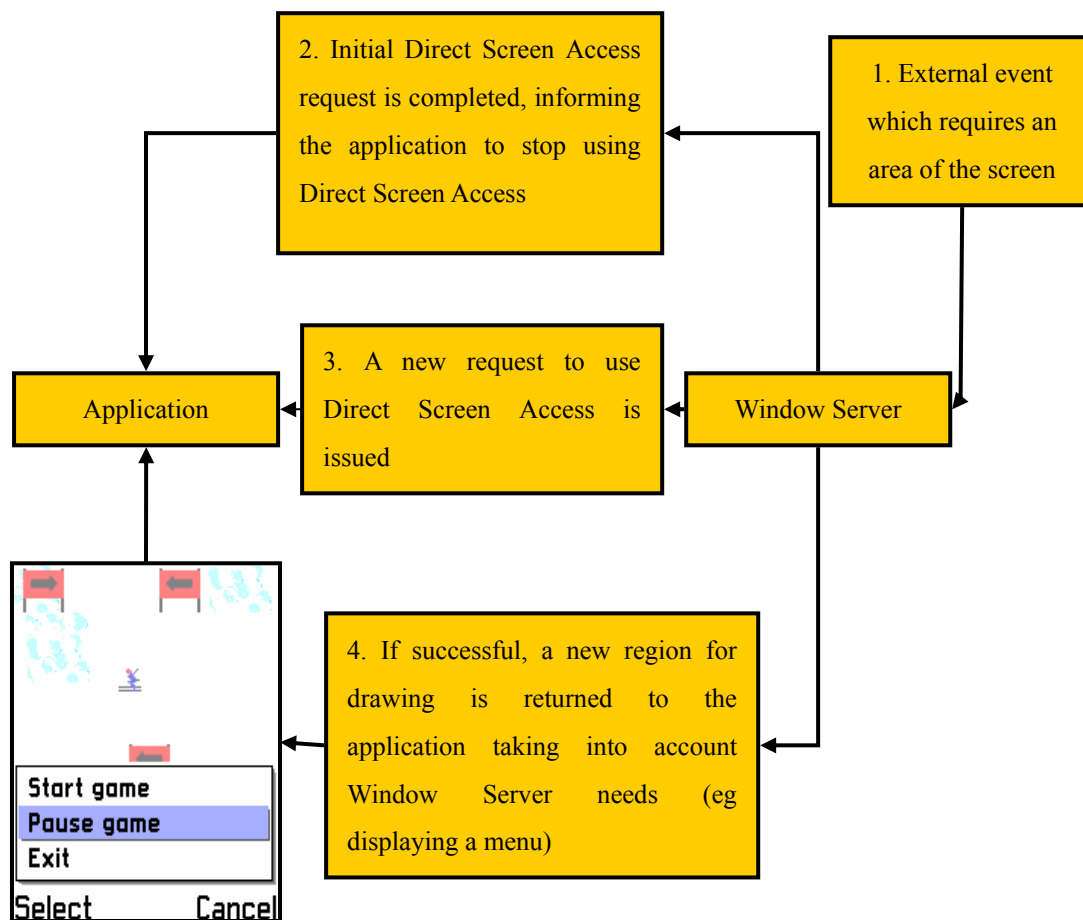 2. Initial Direct Screen Access
request is completed, informing
the application to stop using
Direct Screen Access
1. External event
which requires an
area of the screen
3. A new request to use
Direct Screen Access is
issued
Application
Window Server
4. If successful, a new region for
drawing is returned to the
application taking into account
Window Server needs (eg
displaying a menu)
Start game
Pause game
Exit
Select Cancel